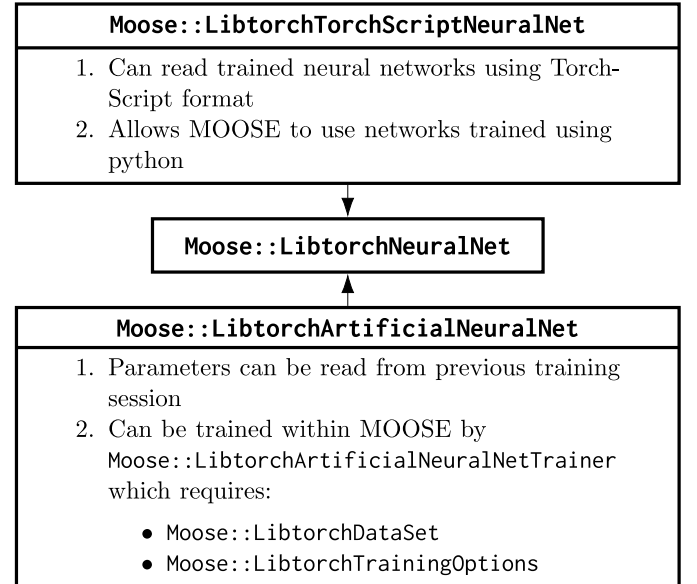 Moose::LibtorchTorchScriptNeuralNet
1. Can read trained neural networks using Torch-
Script format
2. Allows MOOSE to use networks trained using
python
Moose::LibtorchNeuralNet
Moose::LibtorchArtificialNeuralNet
1. Parameters can be read from previous training
session
2. Can be trained within MOOSE by
Moose::LibtorchArtificialNeuralNetTrainer
which requires:
• Moose::LibtorchDataSet
• Moose::LibtorchTrainingOptions